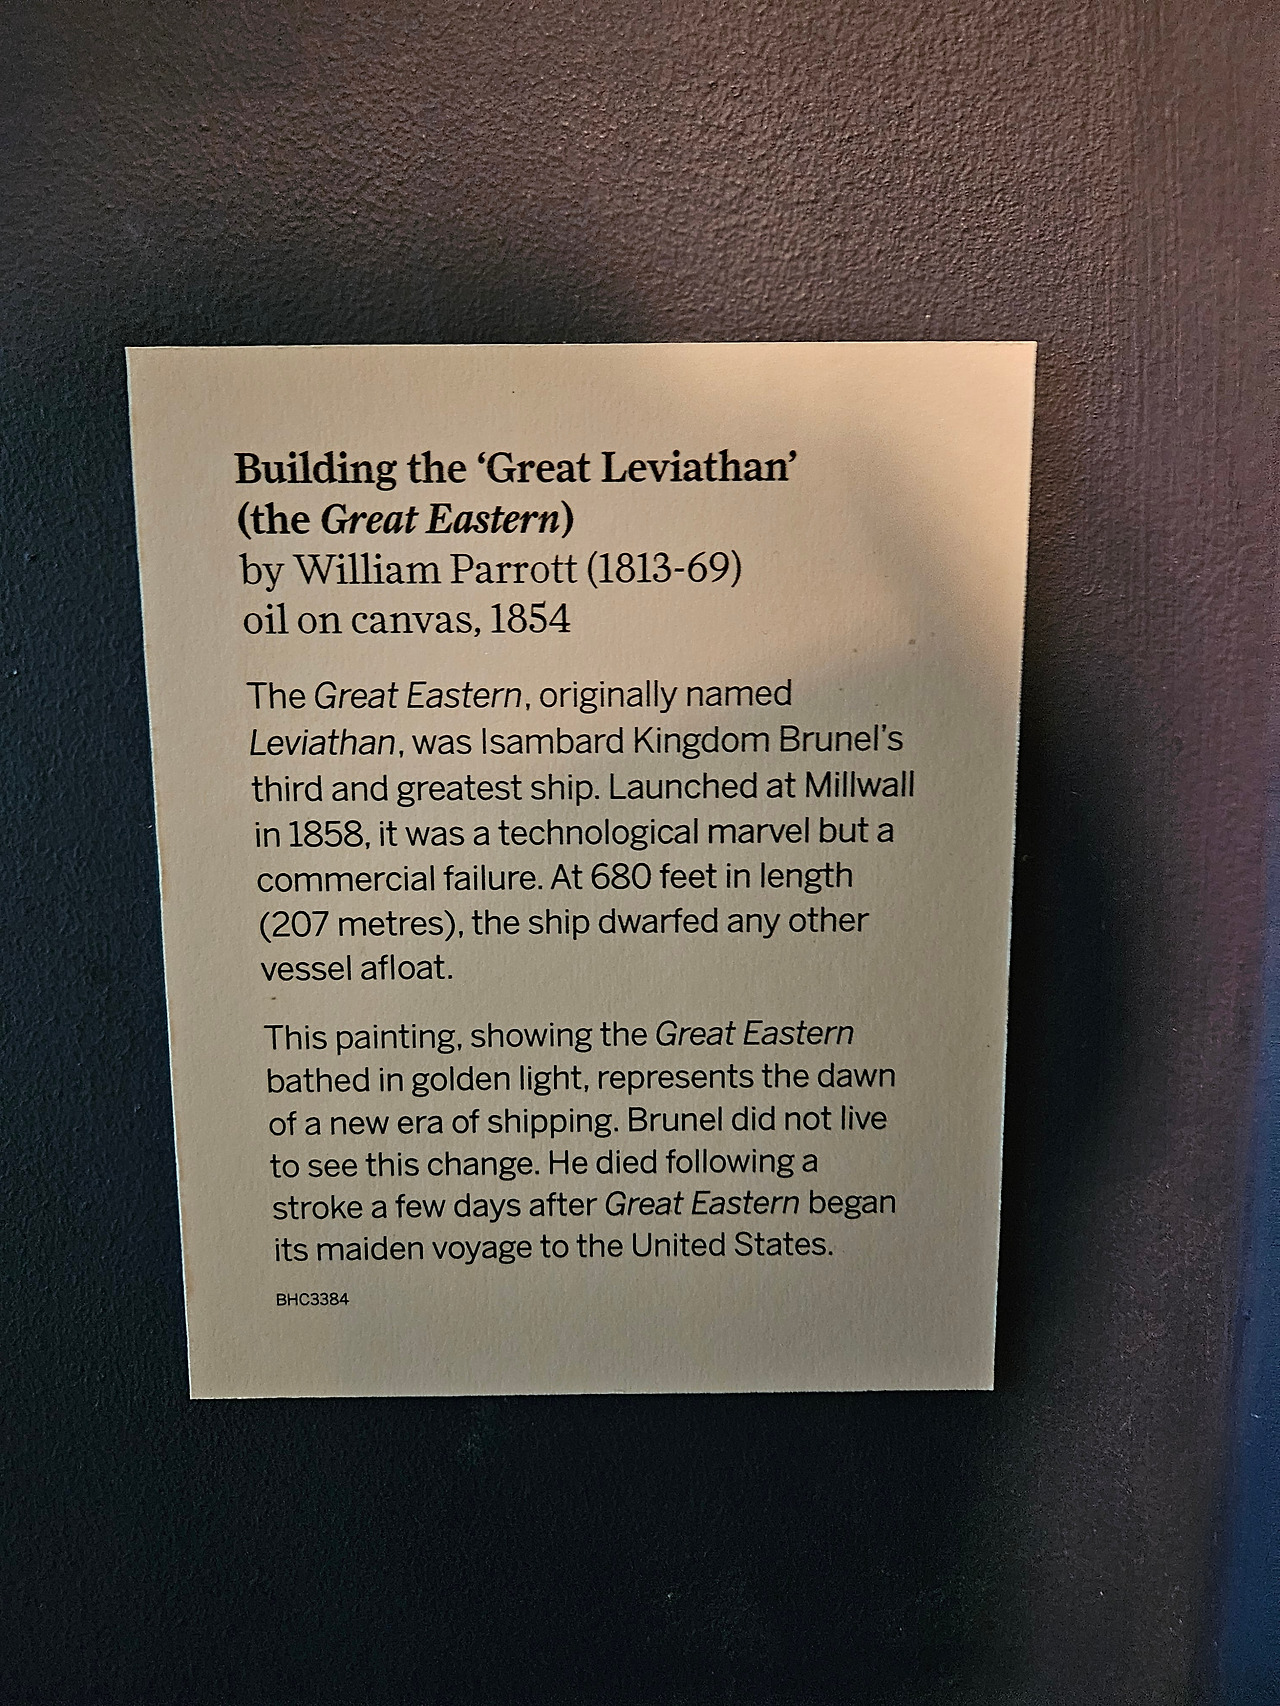 Building the ‘Great Leviathan’
(the Great Eastern)
by William Parrott (1813-69)
oil on canvas, 1854
The Great Eastern, originally named
Leviathan, was Isambard Kingdom Brunel’s
third and greatest ship. Launched at Millwall
in 1858, it was a technological marvel but a
commercial failure. At 680 feet in length
(207 metres), the ship dwarfed any other
vessel afloat.
This painting, showing the Great Eastern
bathed in golden light, represents the dawn
of a new era of shipping. Brunel did not live
to see this change. He died following a
stroke a few days after Great Eastern began
its maiden voyage to the United States.
BHC3384